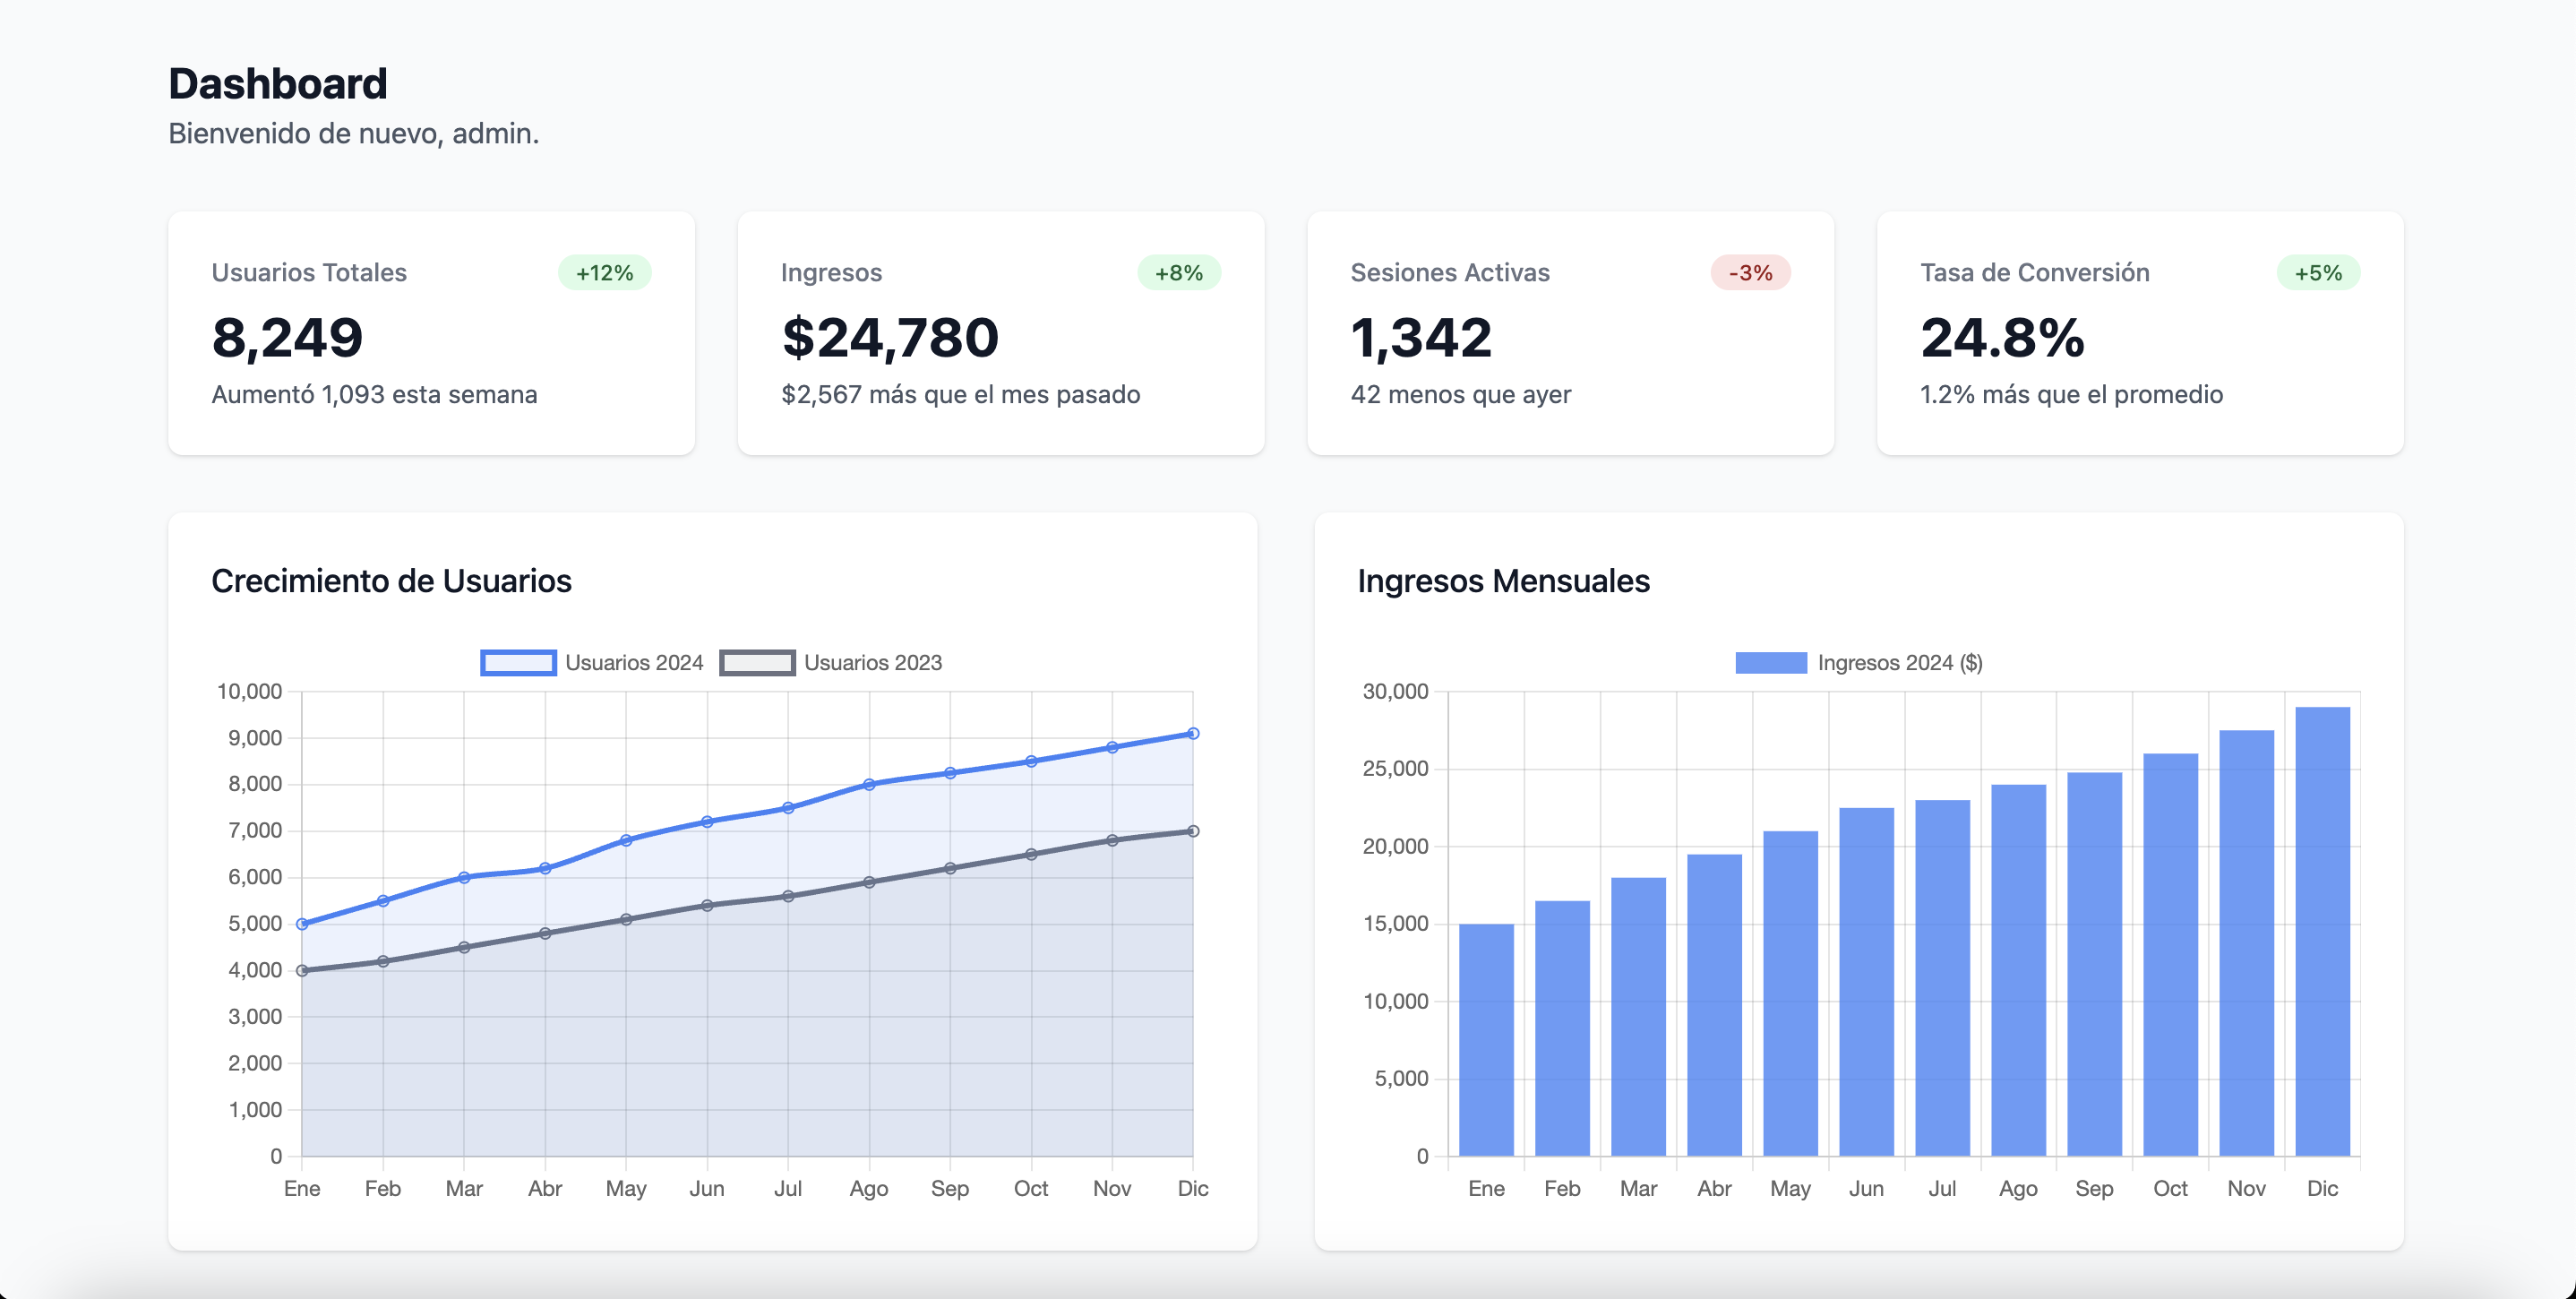 Dashboard
Bienvenido de nuevo, admin.
Usuarios Totales +12%
8,249
Aumentó 1,093 esta semana
Ingresos +8%
$24,780
$2,567 más que el mes pasado
Sesiones Activas -3%
1,342
42 menos que ayer
Tasa de Conversión +5%
24.8%
1.2% más que el promedio
Crecimiento de Usuarios
Usuarios 2024 Usuarios 2023
10,000
9,000
8,000
7,000
6,000
5,000
4,000
3,000
2,000
1,000
0
Ene Feb Mar Abr May Jun Jul Ago Sep Oct Nov Dic
Ingresos Mensuales
Ingresos 2024 ($)
30,000
25,000
20,000
15,000
10,000
5,000
0
Ene Feb Mar Abr May Jun Jul Ago Sep Oct Nov Dic